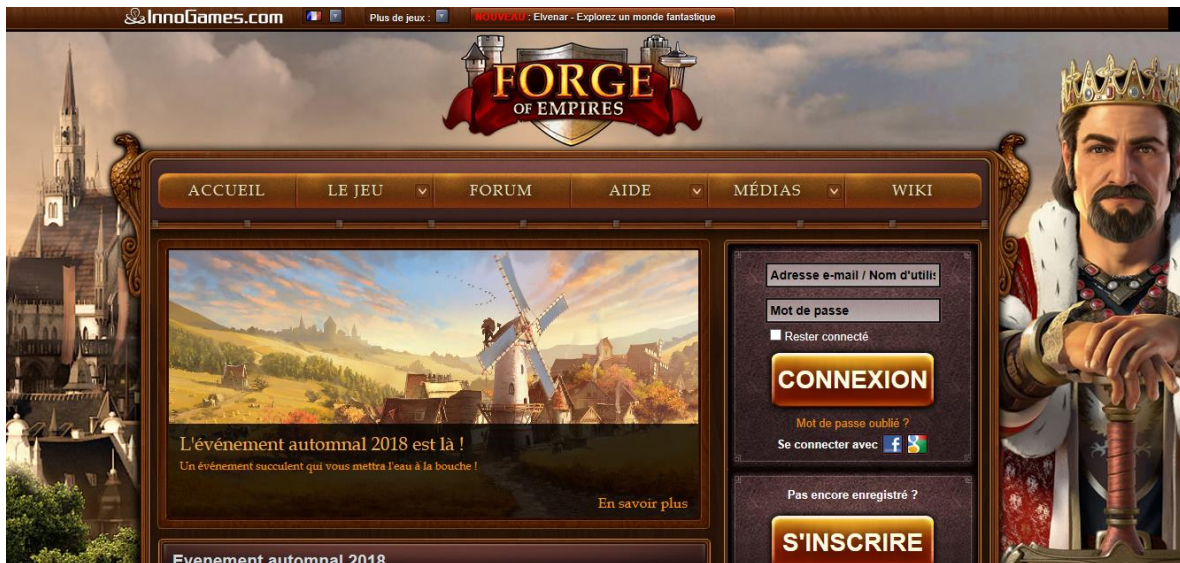 InnoGames.com
Plus de jeux :
NOUVEAU : Elvenar - Explorez un monde fantastique
FORGE
OF EMPIRES
ACCUEIL
LE JEU
FORUM
AIDE
MÉDIAS
WIKI
Adresse e-mail / Nom d'utilis
Mot de passe
Rester connecté
CONNEXION
Mot de passe oublié ?
Se connecter avec f g
L'événement automnal 2018 est là !
Un événement succulent qui vous mettra l'eau à la bouche !
En savoir plus
Pas encore enregistré ?
S'INSCRIRE
Evenement automnal 2018